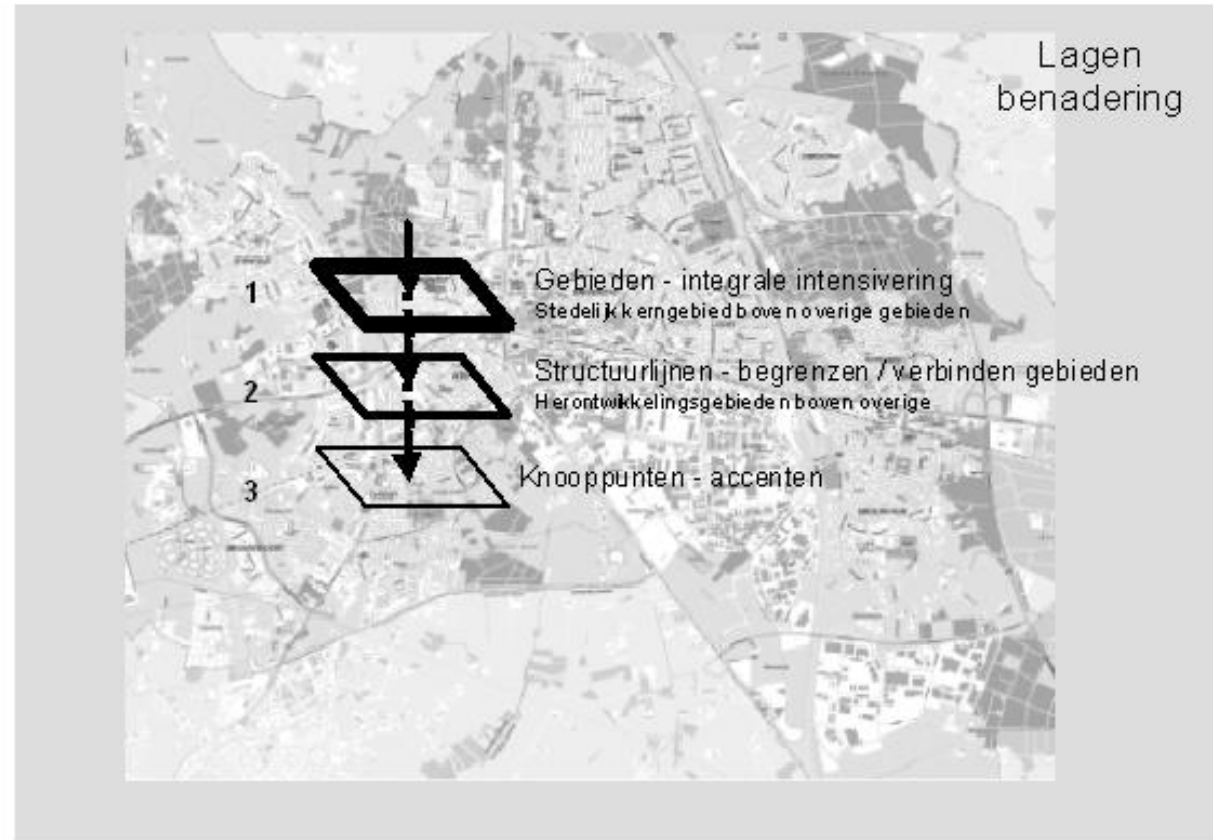 Lagen
benadering
1
Gebieden - integrale intensivering
Stedelijk kerngebied boven overige gebieden
2
Structuurlijnen - begrenzen / verbinden gebieden
Herontwikkelingsgebieden boven overige
3
Knooppunten - accenten